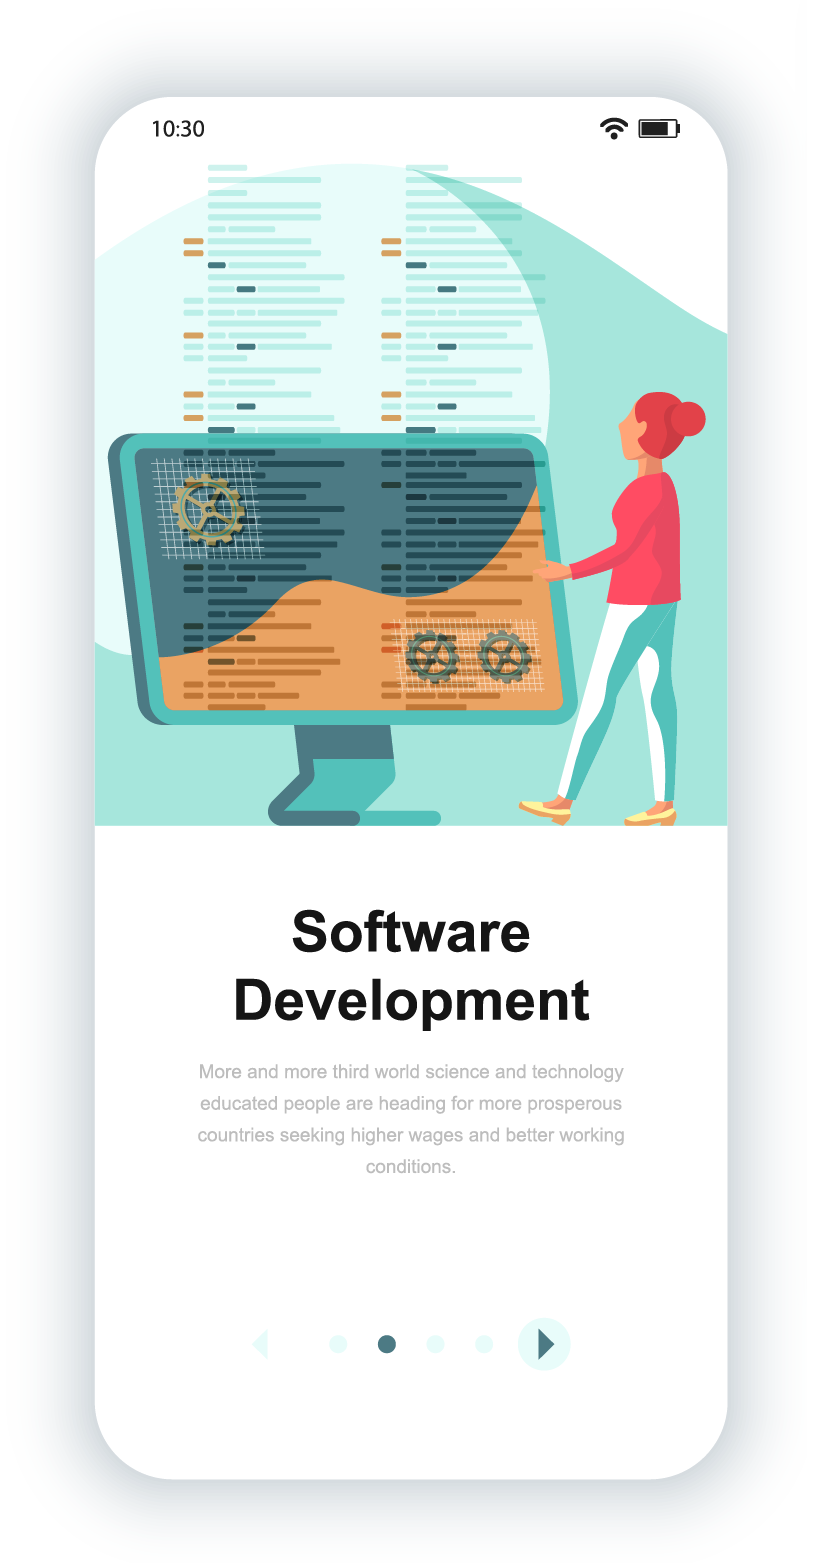 10:30
Software
Development
More and more third world science and technology
educated people are heading for more prosperous
countries seeking higher wages and better working
conditions.